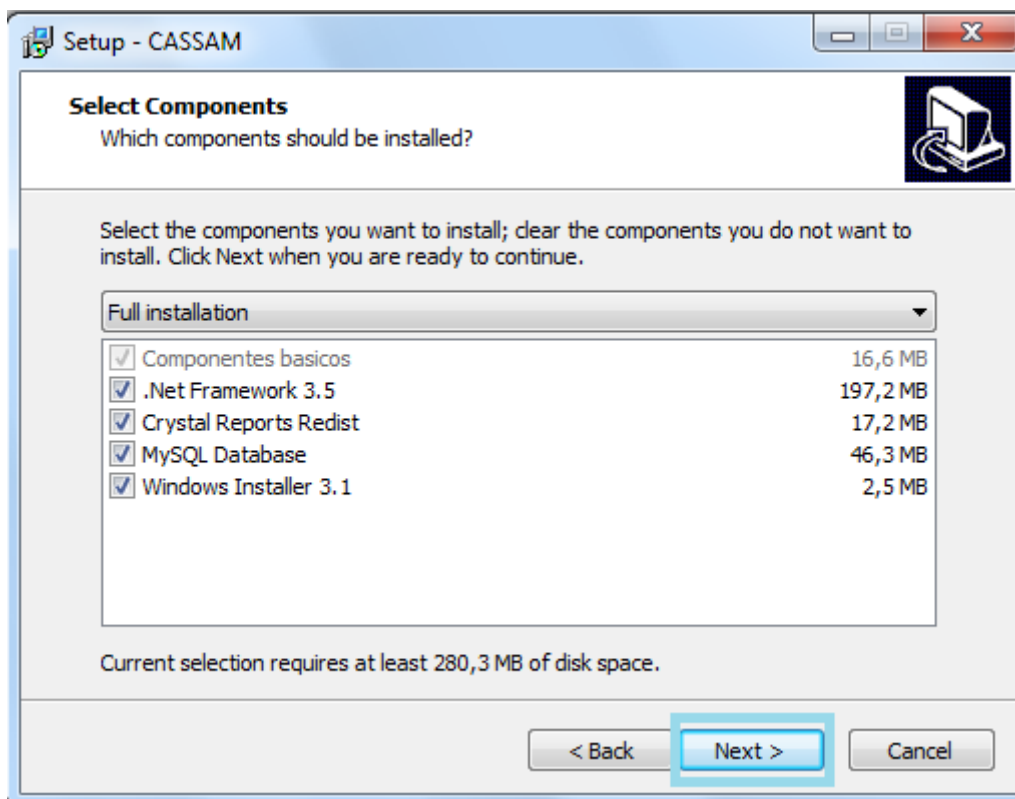 Setup - CASSAM
Select Components
Which components should be installed?
Select the components you want to install; clear the components you do not want to
install. Click Next when you are ready to continue.
Full installation
Componentes basicos 16,6 MB
.Net Framework 3.5 197,2 MB
Crystal Reports Redist 17,2 MB
MySQL Database 46,3 MB
Windows Installer 3.1 2,5 MB
Current selection requires at least 280,3 MB of disk space.
< Back Next > Cancel